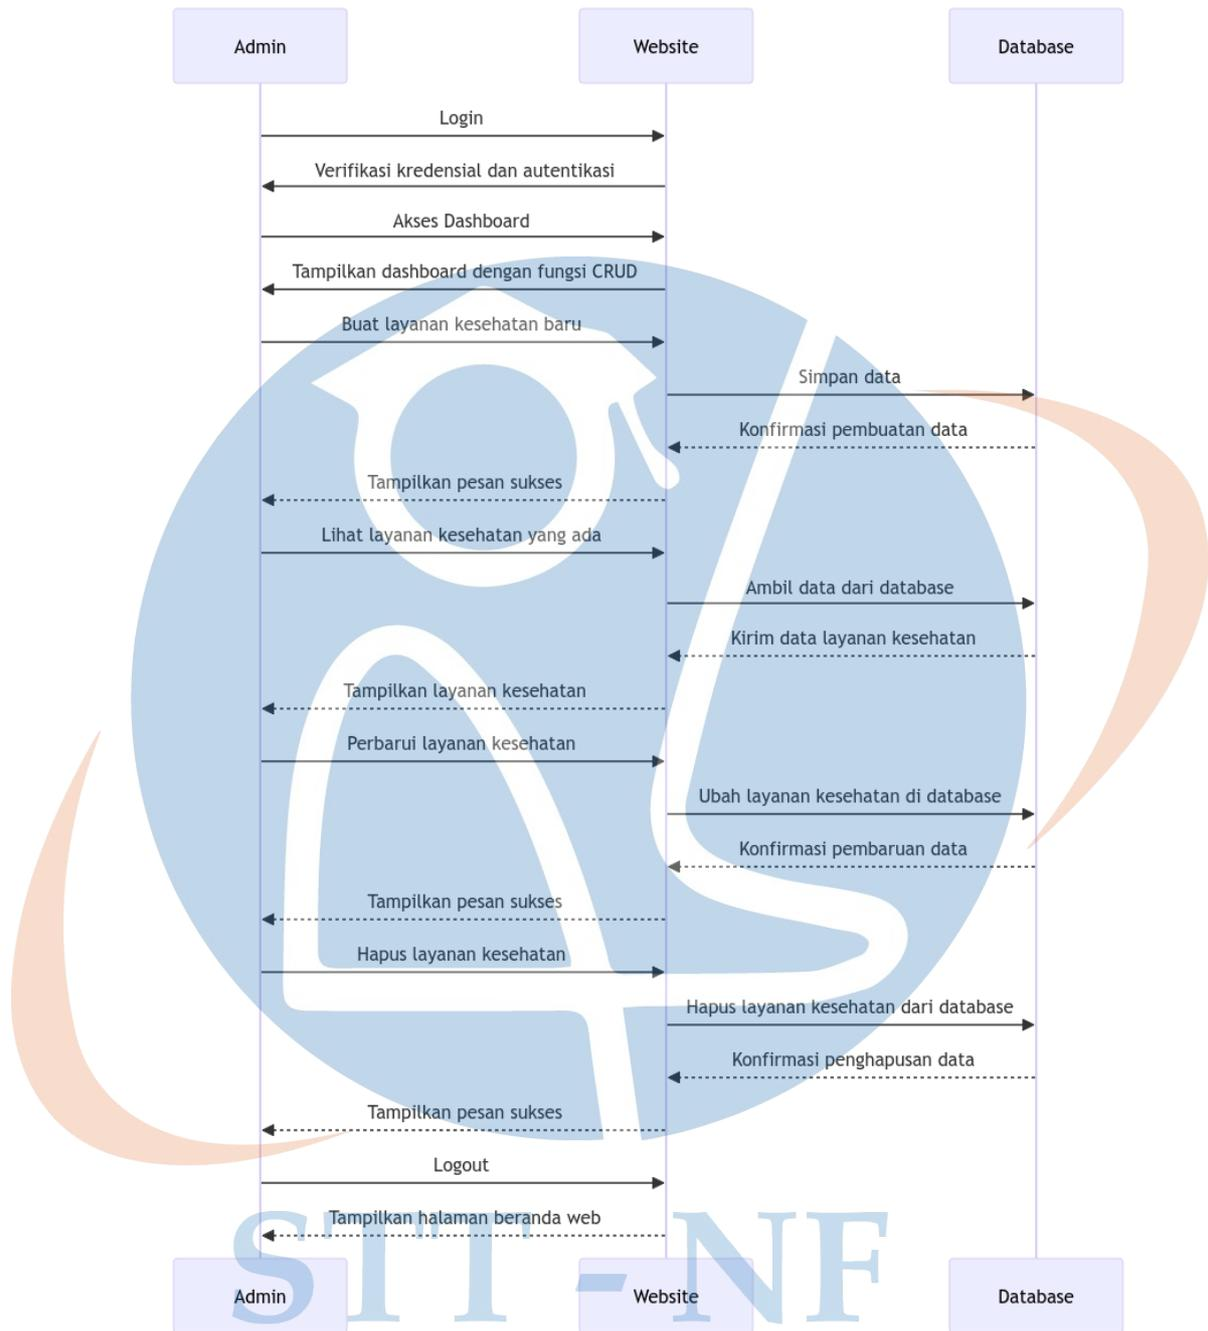 Admin
Website
Database
Login
Verifikasi kredensial dan autentikasi
Akses Dashboard
Tampilkan dashboard dengan fungsi CRUD
Buat layanan kesehatan baru
Simpan data
Konfirmasi pembuatan data
Tampilkan pesan sukses
Lihat layanan kesehatan yang ada
Ambil data dari database
Kirim data layanan kesehatan
Tampilkan layanan kesehatan
Perbarui layanan kesehatan
Ubah layanan kesehatan di database
Konfirmasi pembaruan data
Tampilkan pesan sukses
Hapus layanan kesehatan
Hapus layanan kesehatan dari database
Konfirmasi penghapusan data
Tampilkan pesan sukses
Logout
Tampilkan halaman beranda web
STT - NF
Admin
Website
Database